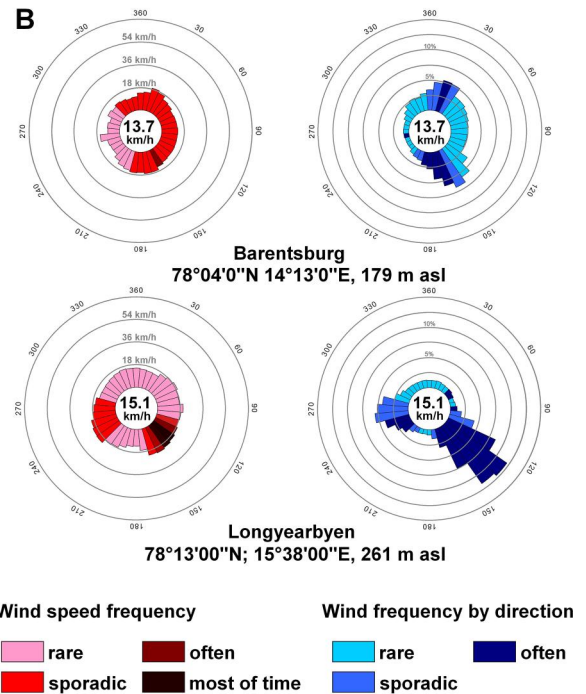 B
360
30
90
120
150
180
210
240
270
300
330
54 km/h
36 km/h
18 km/h
13.7
km/h
360
30
90
120
150
180
210
240
270
300
330
10%
5%
13.7
km/h
Barentsburg
78°04'0"N 14°13'0"E, 179 m asl
360
30
90
120
150
180
210
240
270
300
330
54 km/h
36 km/h
18 km/h
15.1
km/h
360
30
90
120
150
180
210
240
270
300
330
10%
5%
15.1
km/h
Longyearbyen
78°13'00"N; 15°38'00"E, 261 m asl
Wind speed frequency
rare
often
sporadic
most of time
Wind frequency by direction
rare
often
sporadic